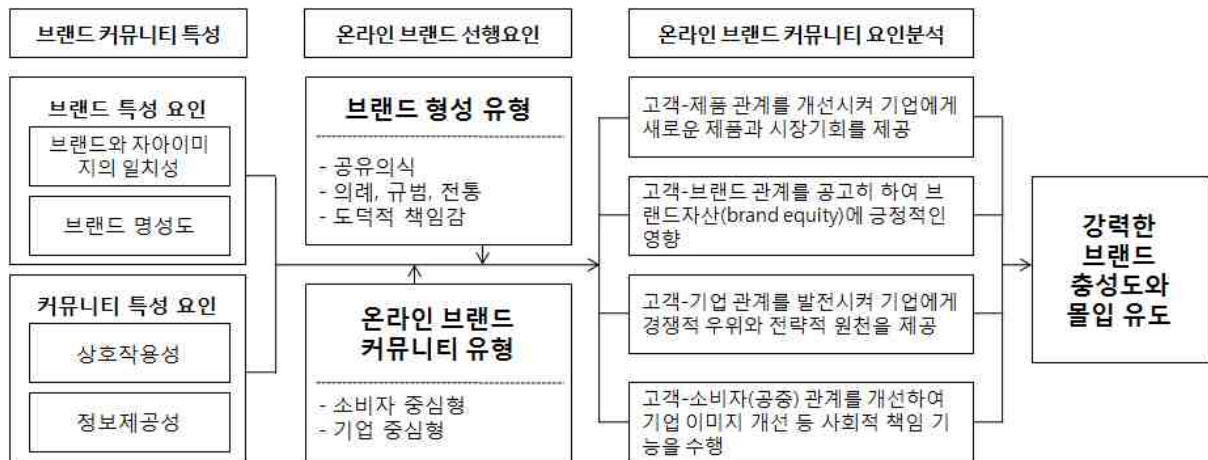 브랜드 커뮤니티 특성
온라인 브랜드 선행요인
온라인 브랜드 커뮤니티 요인분석
브랜드 특성 요인
브랜드와 자아이미
지의 일치성
브랜드 명성도
커뮤니티 특성 요인
상호작용성
정보제공성
브랜드 형성 유형
- 공유의식
- 의례, 규범, 전통
- 도덕적 책임감
온라인 브랜드
커뮤니티 유형
- 소비자 중심형
- 기업 중심형
고객-제품 관계를 개선시켜 기업에게
새로운 제품과 시장기회를 제공
고객-브랜드 관계를 공고히 하여 브
랜드자산(brand equity)에 긍정적인
영향
고객-기업 관계를 발전시켜 기업에게
경쟁적 우위와 전략적 원천을 제공
고객-소비자(공중) 관계를 개선하여
기업 이미지 개선 등 사회적 책임 기
능을 수행
강력한
브랜드
충성도와
몰입 유도